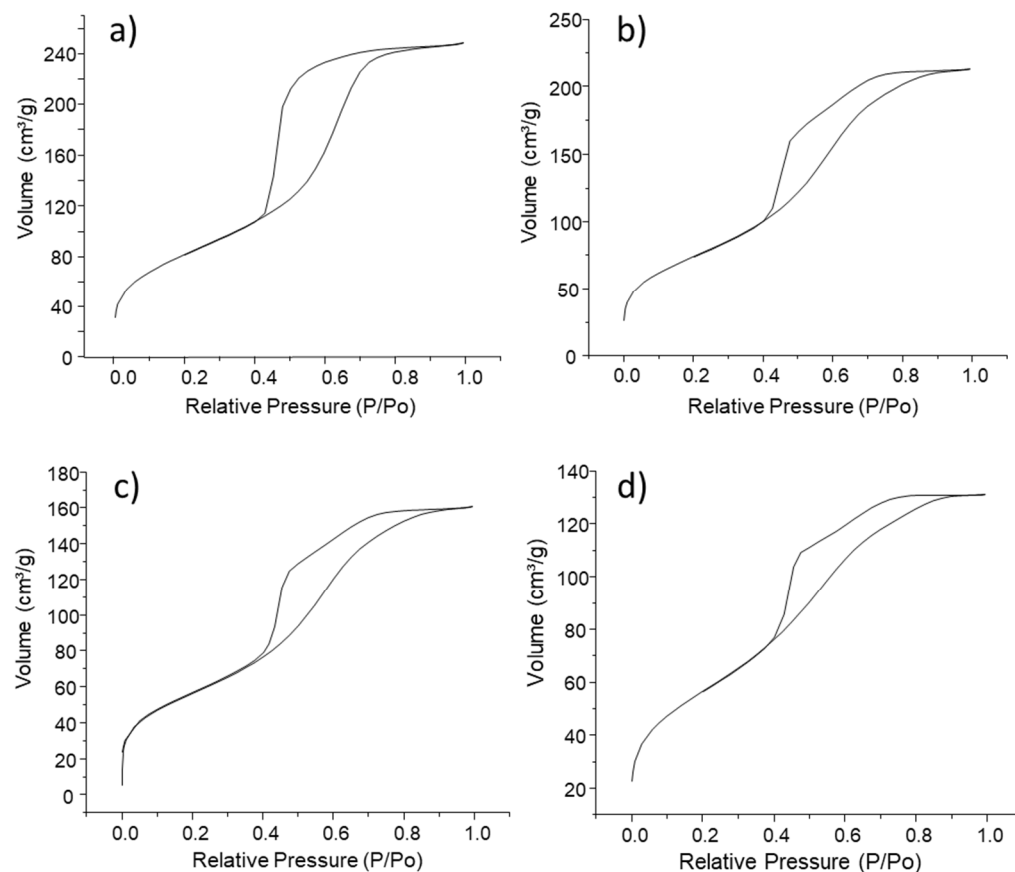 a)
240
200
160
120
80
40
0
Volume (cm³/g)
0.0 0.2 0.4 0.6 0.8 1.0
Relative Pressure (P/Po)
b)
250
200
150
100
50
0
Volume (cm³/g)
0.0 0.2 0.4 0.6 0.8 1.0
Relative Pressure (P/Po)
c)
180
160
140
120
100
80
60
40
20
0
Volume (cm³/g)
0.0 0.2 0.4 0.6 0.8 1.0
Relative Pressure (P/Po)
d)
140
120
100
80
60
40
20
Volume (cm³/g)
0.0 0.2 0.4 0.6 0.8 1.0
Relative Pressure (P/Po)